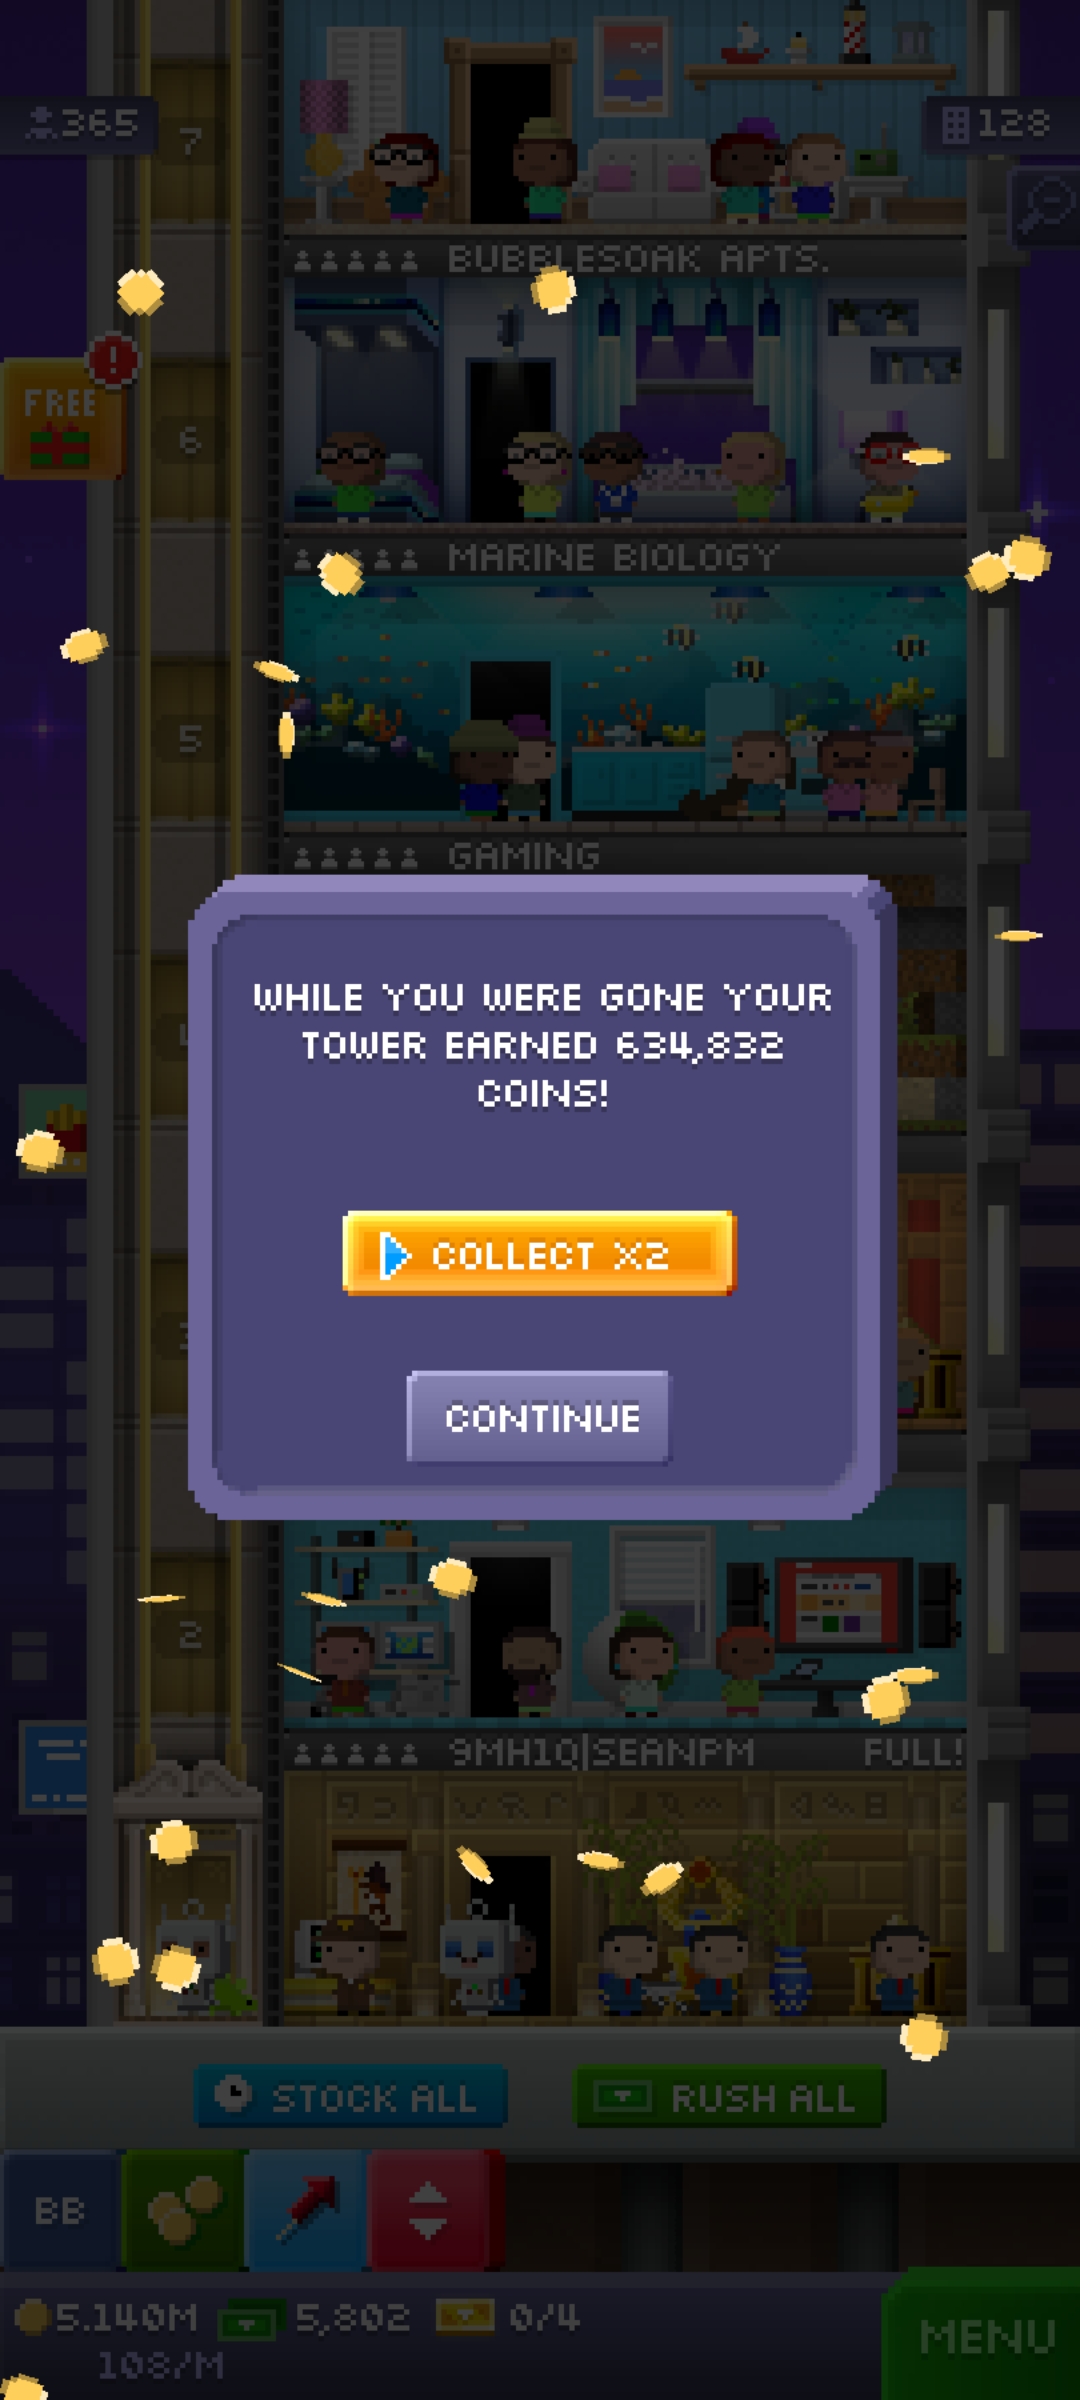 365
7
128
BUBBLESOAK APTS.
FREE
!
6
MARINE BIOLOGY
5
GAMING
WHILE YOU WERE GONE YOUR
TOWER EARNED 634,832
COINS!
COLLECT X2
CONTINUE
2
9MH1Q|SEANPM FULL!
STOCK ALL
RUSH ALL
BB
5.140M 5,802 0/4
MENU
108/M